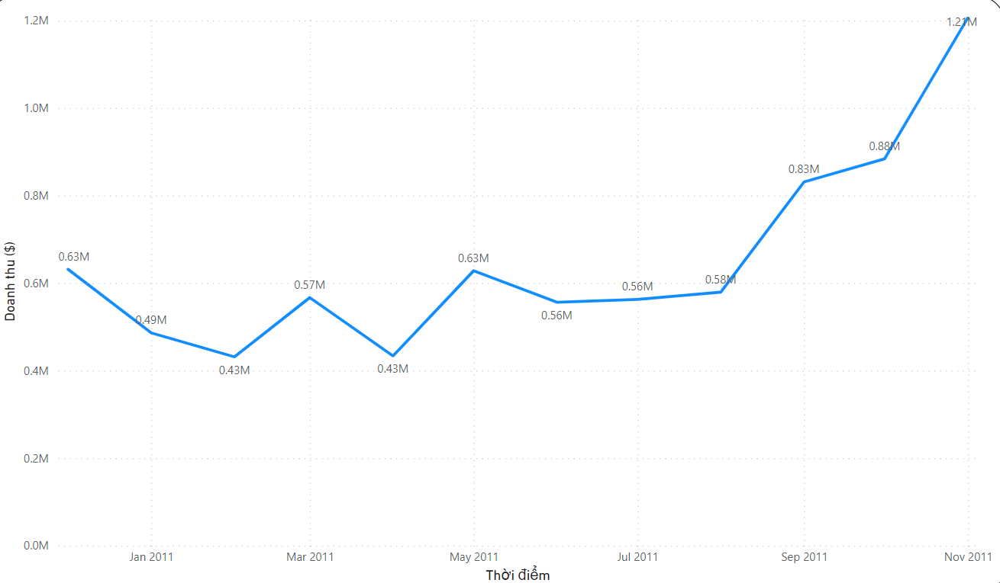 1.2M
1.21M
1.0M
0.88M
0.83M
0.8M
0.63M
0.63M
0.58M
0.6M
0.57M
0.56M
0.56M
0.49M
0.43M
0.43M
0.4M
0.2M
0.0M
Doanh thu ($)
Jan 2011 Mar 2011 May 2011 Jul 2011 Sep 2011 Nov 2011
Thời điểm